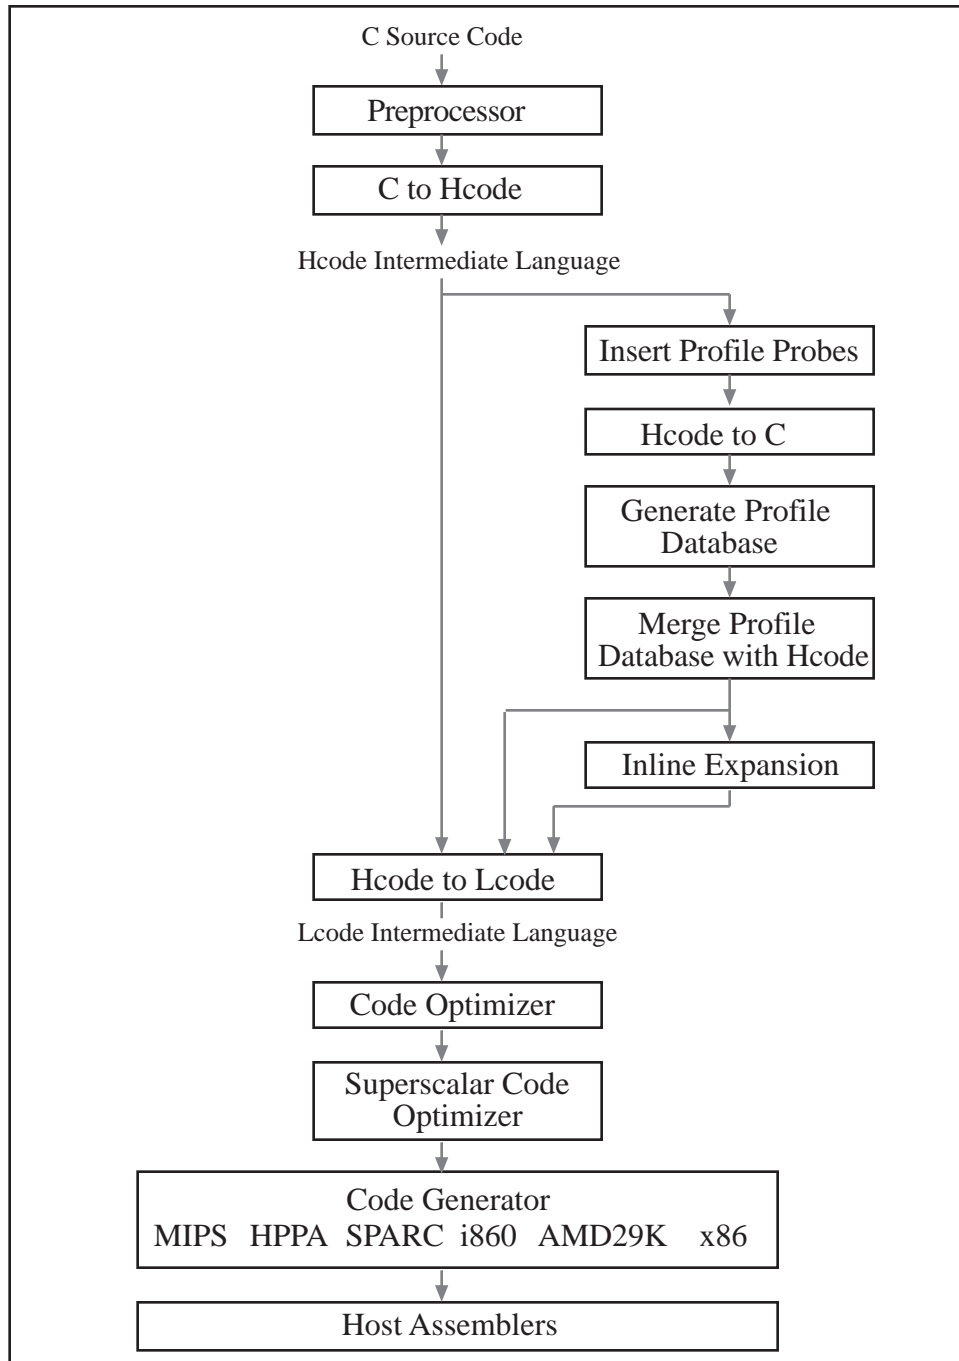 C Source Code
Preprocessor
C to Hcode
Hcode Intermediate Language
Insert Profile Probes
Hcode to C
Generate Profile
Database
Merge Profile
Database with Hcode
Inline Expansion
Hcode to Lcode
Lcode Intermediate Language
Code Optimizer
Superscalar Code
Optimizer
Code Generator
MIPS HPPA SPARC i860 AMD29K x86
Host Assemblers